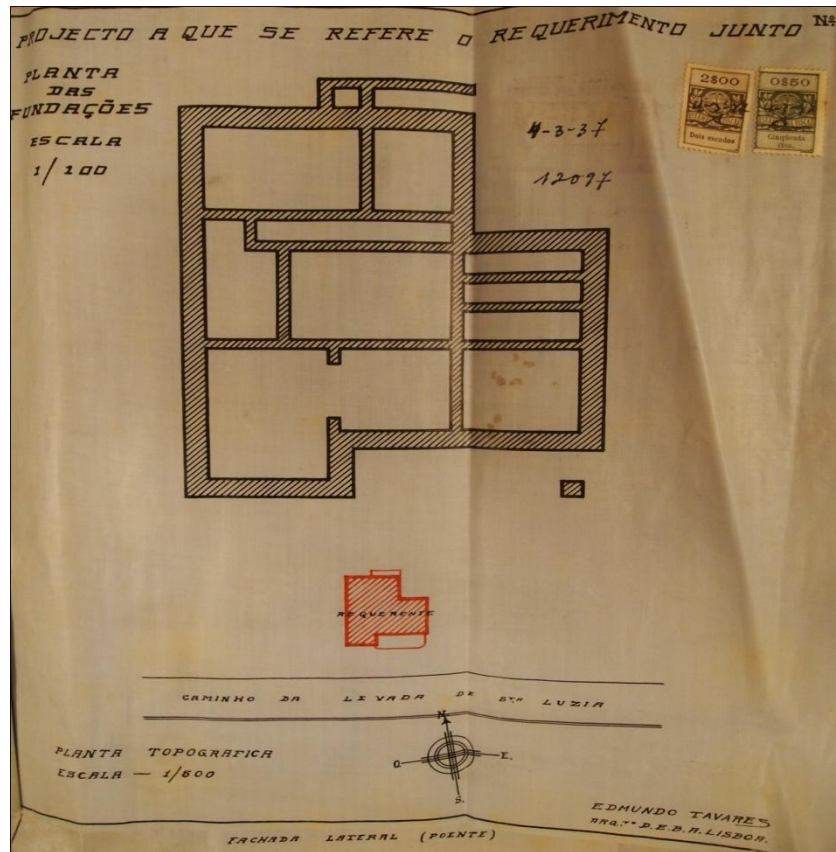 PROJECTO A QUE SE REFERE O REQUERIMENTO JUNTO Nº
PLANTA
DAS
FUNDAÇÕES
ESCALA
1/100
2$00
Dois escudos
0$50
Cinqüenta
ctvs.
4-3-37
12097
REQUERENTE
CAMINHO DA LEVADA DE STA LUZIA
N.
O.
E.
S.
PLANTA TOPOGRAFICA
ESCALA — 1/500
EDMUNDO TAVARES
ARQ.TO D.E.B.A. LISBOA.
FACHADA LATERAL (POENTE)